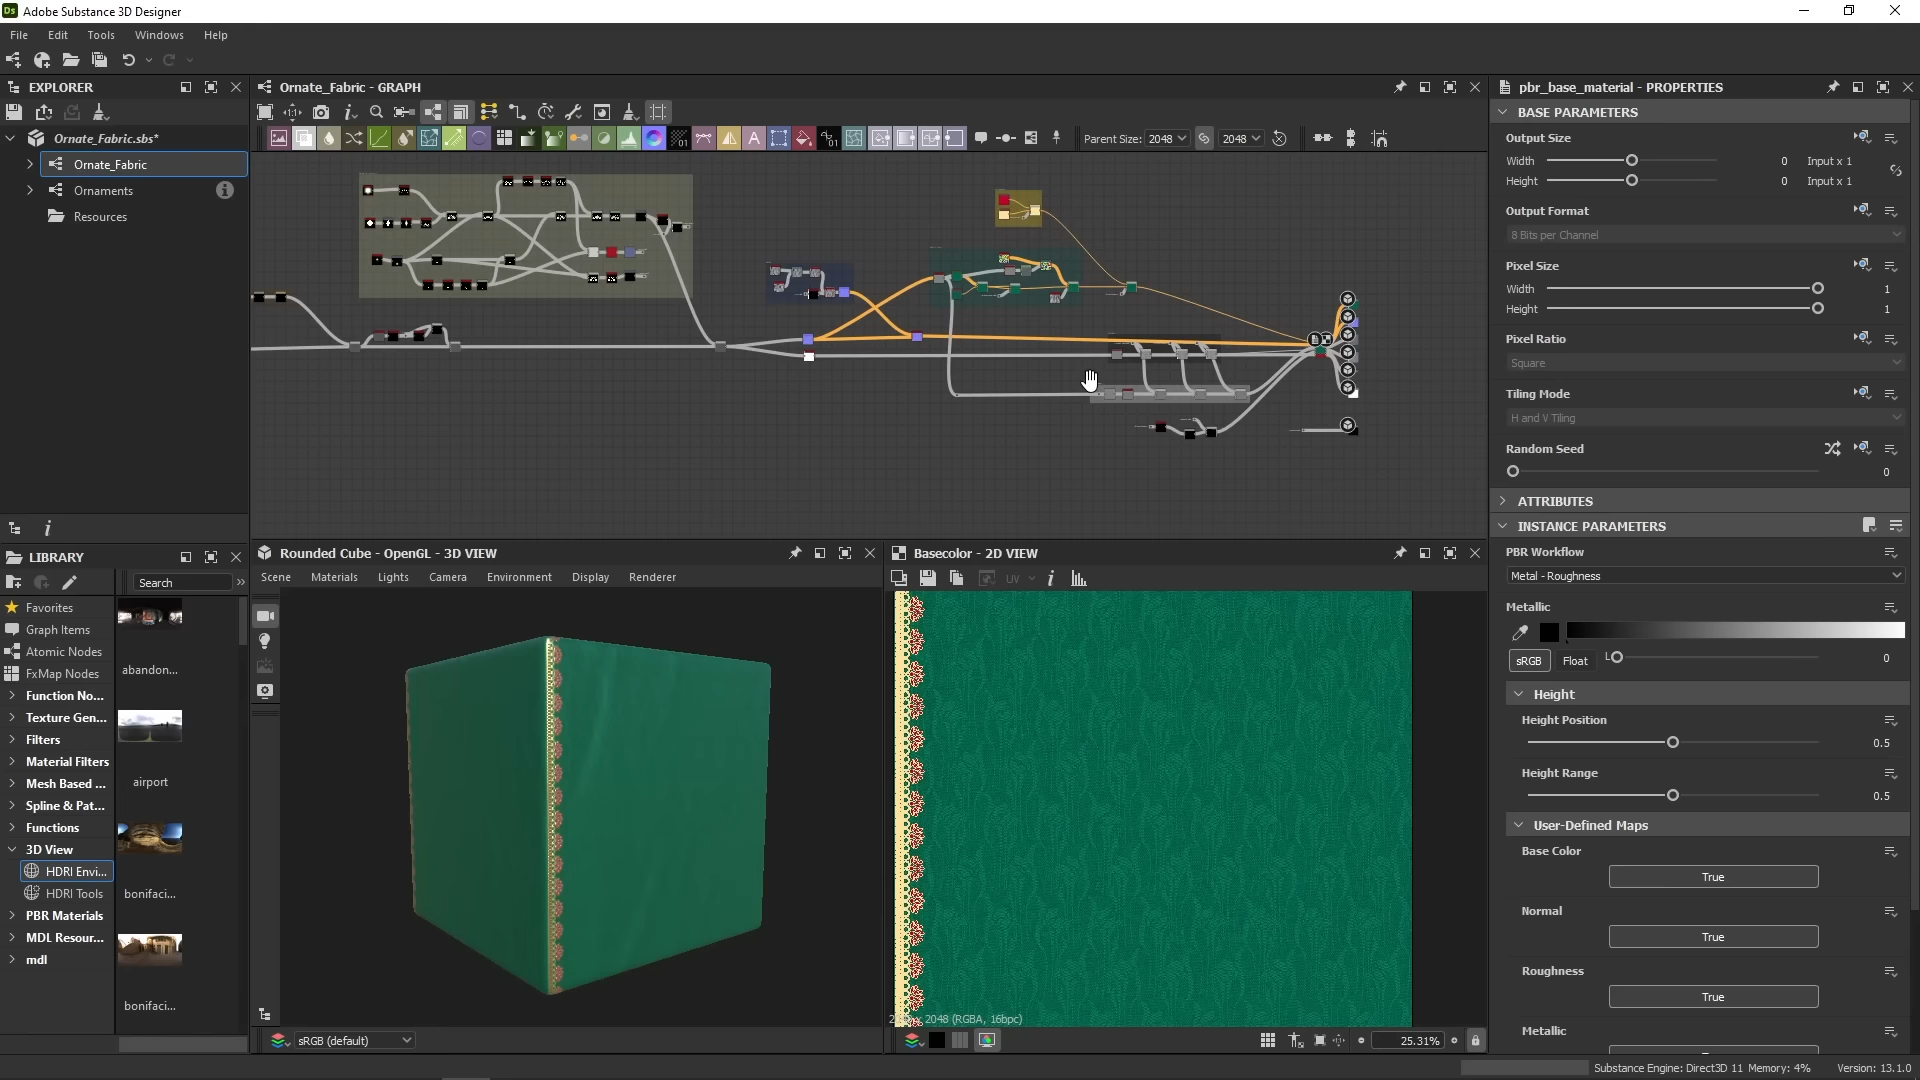 Ds Adobe Substance 3D Designer
File Edit Tools Windows Help
EXPLORER
Ornate_Fabric.sbs*
Ornate_Fabric
Ornaments
Resources
Ornate_Fabric - GRAPH
Parent Size: 2048 2048
LIBRARY
Search
Favorites
Graph Items
Atomic Nodes
FxMap Nodes
Function No...
Texture Gen...
Filters
Material Filters
Mesh Based ...
Spline & Pat...
Functions
3D View
HDRI Envi...
HDRI Tools
PBR Materials
MDL Resour...
mdl
abandon...
airport
bonifaci...
bonifaci...
Rounded Cube - OpenGL - 3D VIEW
Scene Materials Lights Camera Environment Display Renderer
sRGB (default)
Basecolor - 2D VIEW
UV
2048 (RGBA, 16bpc)
25.31%
pbr_base_material - PROPERTIES
BASE PARAMETERS
Output Size
Width 0 Input x 1
Height 0 Input x 1
Output Format
8 Bits per Channel
Pixel Size
Width 1
Height 1
Pixel Ratio
Square
Tiling Mode
H and V Tiling
Random Seed
0
ATTRIBUTES
INSTANCE PARAMETERS
PBR Workflow
Metal - Roughness
Metallic
sRGB Float 0
Height
Height Position
0.5
Height Range
0.5
User-Defined Maps
Base Color
True
Normal
True
Roughness
True
Metallic
Substance Engine: Direct3D 11 Memory: 4% Version: 13.1.0